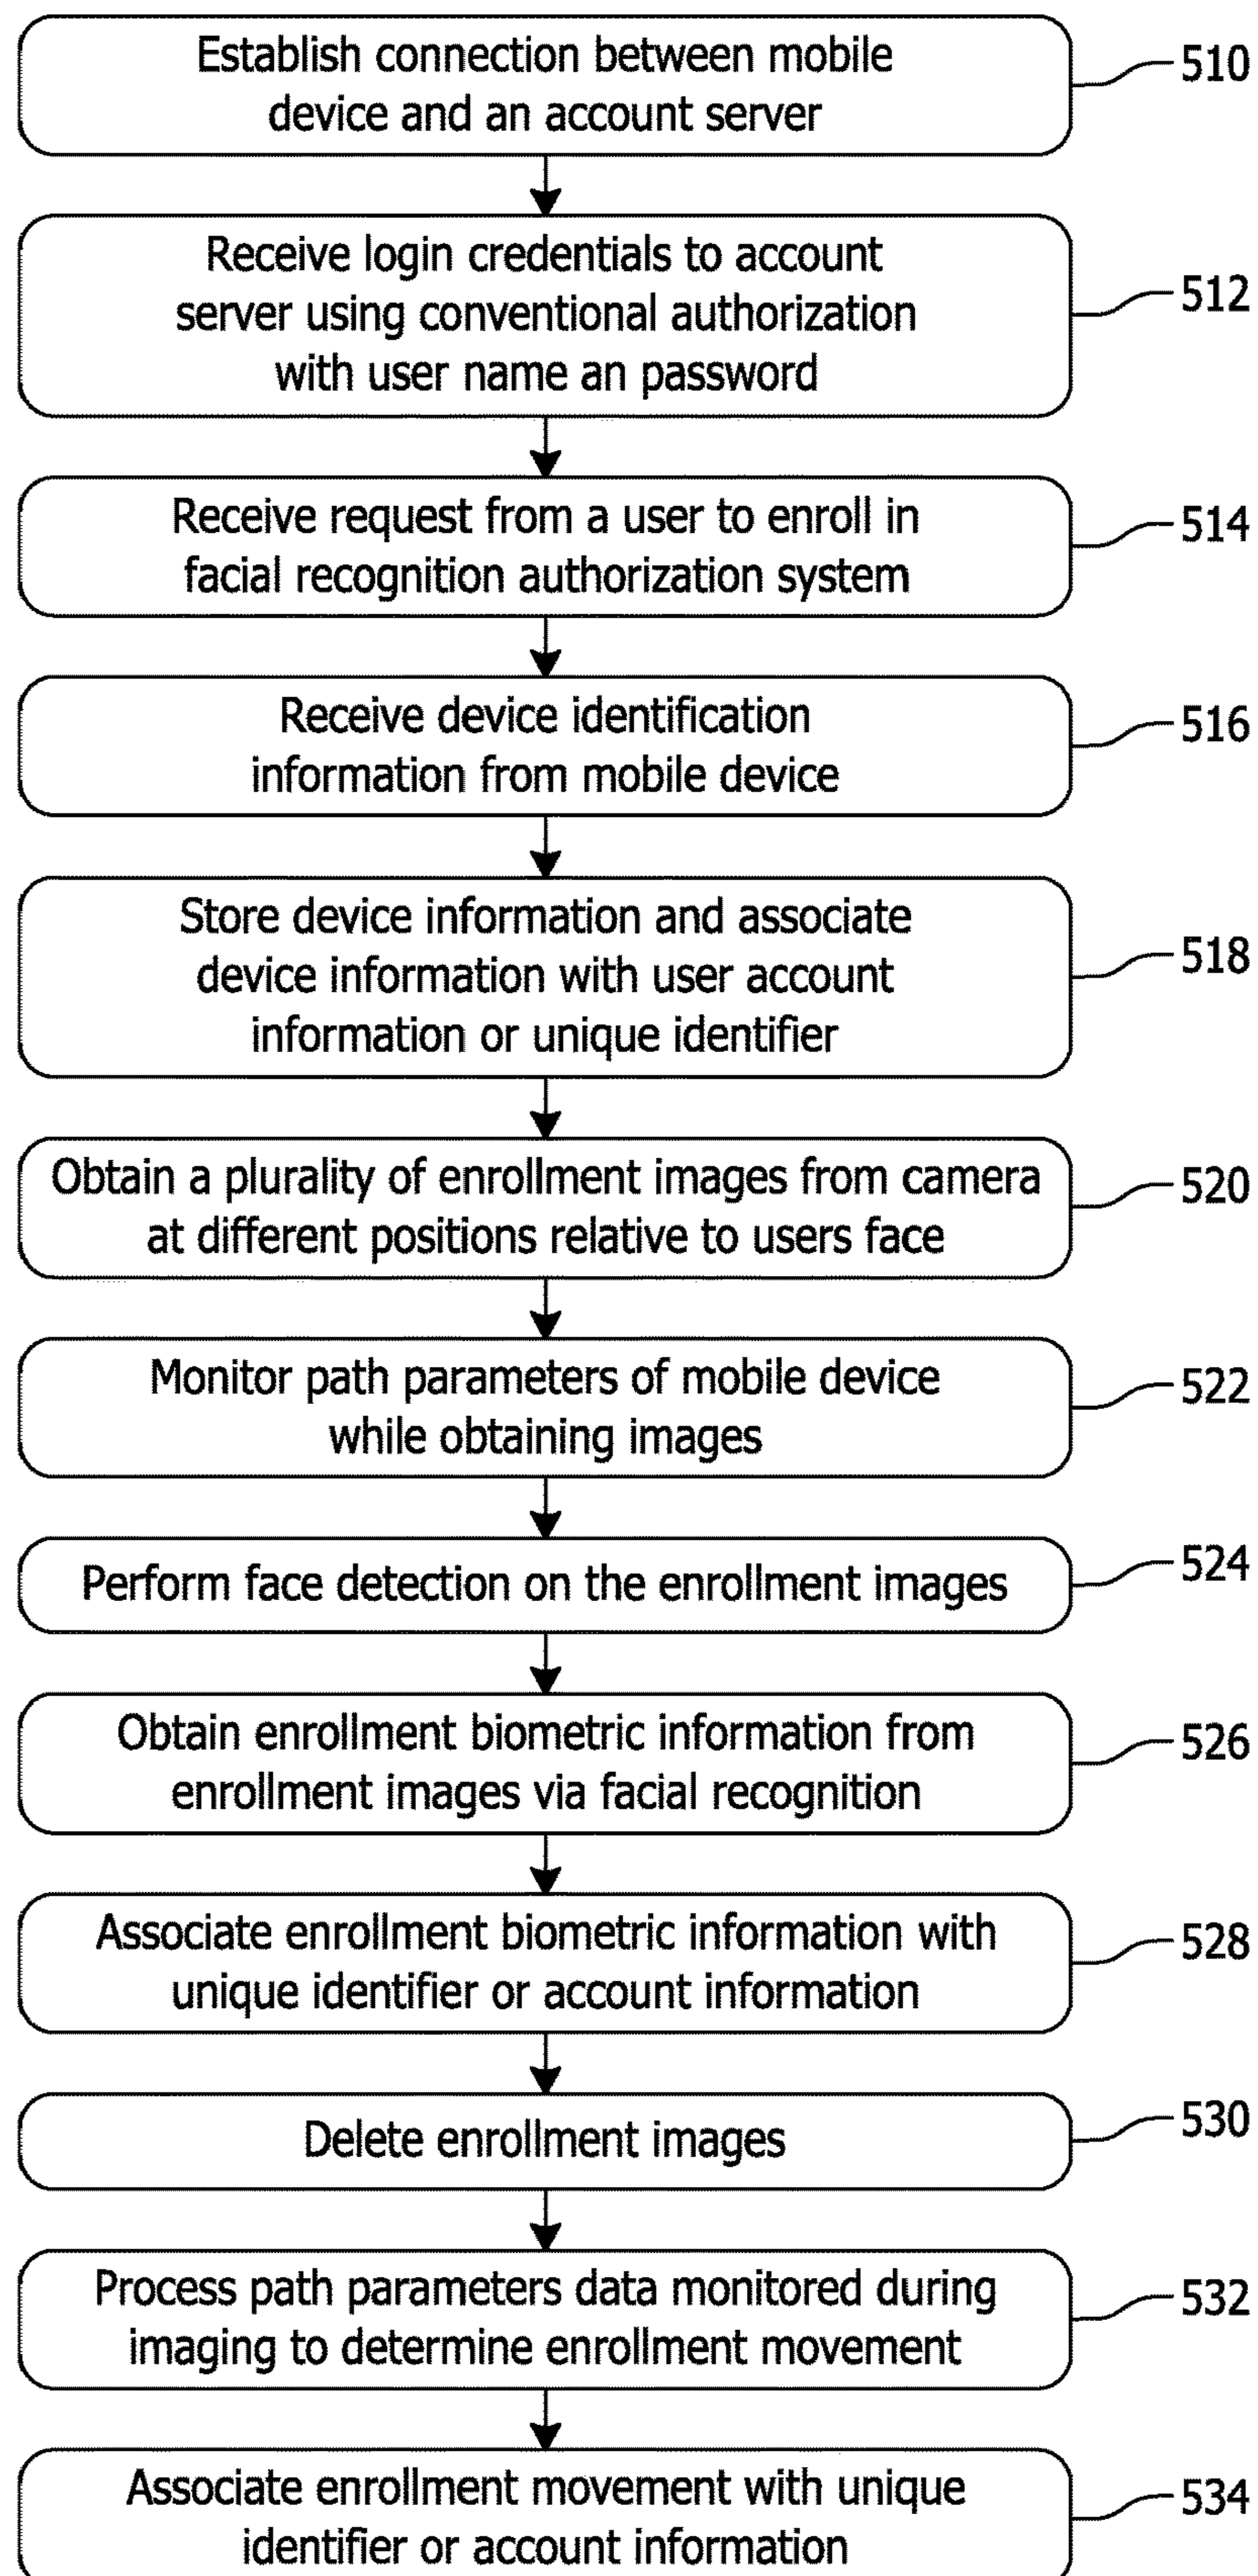 Establish connection between mobile
device and an account server
510
Receive login credentials to account
server using conventional authorization
with user name an password
512
Receive request from a user to enroll in
facial recognition authorization system
514
Receive device identification
information from mobile device
516
Store device information and associate
device information with user account
information or unique identifier
518
Obtain a plurality of enrollment images from camera
at different positions relative to users face
520
Monitor path parameters of mobile device
while obtaining images
522
Perform face detection on the enrollment images
524
Obtain enrollment biometric information from
enrollment images via facial recognition
526
Associate enrollment biometric information with
unique identifier or account information
528
Delete enrollment images
530
Process path parameters data monitored during
imaging to determine enrollment movement
532
Associate enrollment movement with unique
identifier or account information
534